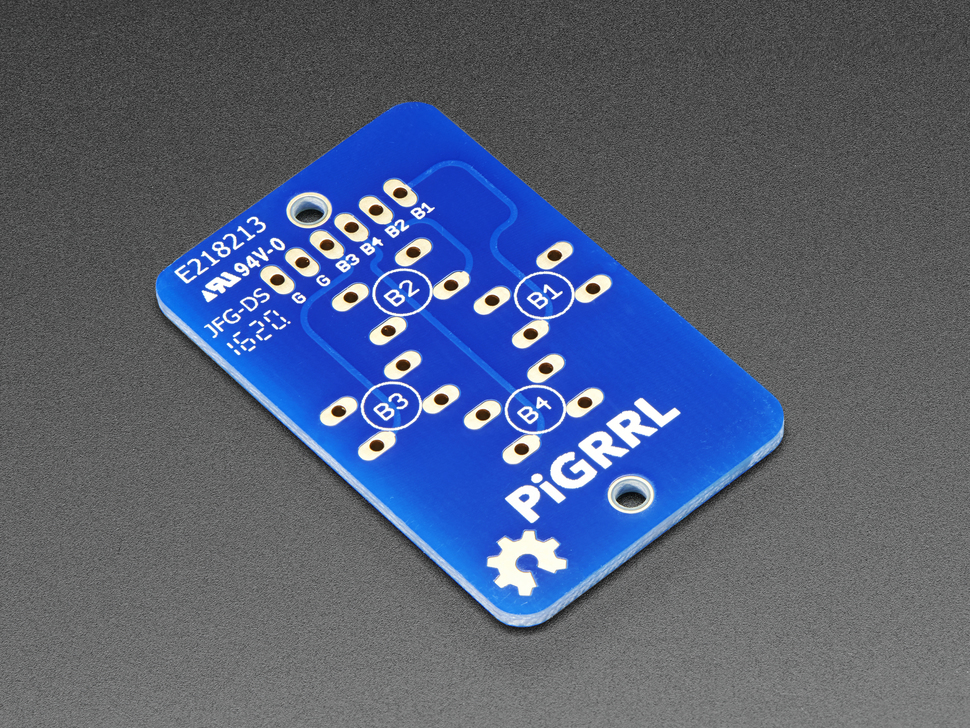 E218213
94V-0
JFG-DS
1620
G G B3 B4 B2 B1
B2 B1
B3 B4
PiGRRL